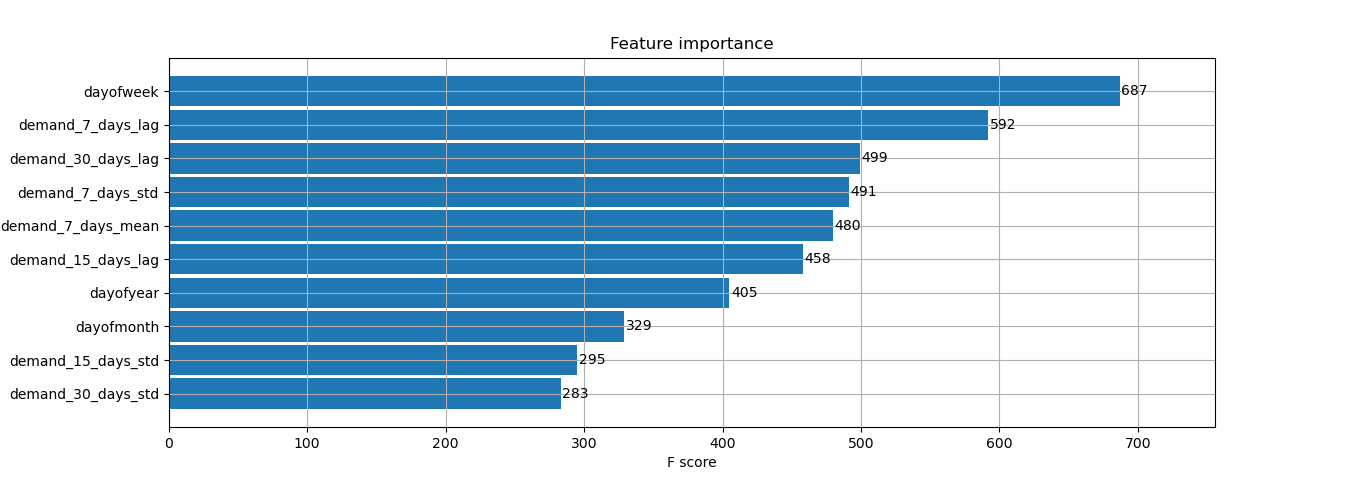 Feature importance
dayofweek 687
demand_7_days_lag 592
demand_30_days_lag 499
demand_7_days_std 491
demand_7_days_mean 480
demand_15_days_lag 458
dayofyear 405
dayofmonth 329
demand_15_days_std 295
demand_30_days_std 283
0 100 200 300 400 500 600 700
F score